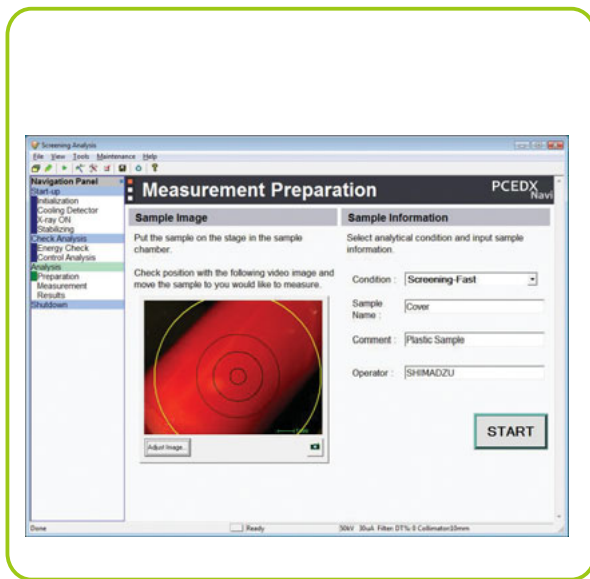 Screening Analysis
File View Tools Maintenance Help
Navigation Panel
Start-up
Initialization
Cooling Detector
X-ray ON
Stabilizing
Check Analysis
Energy Check
Control Analysis
Analysis
Preparation
Measurement
Results
Shutdown
Measurement Preparation
PCEDX
Navi
Sample Image
Put the sample on the stage in the sample
chamber.
Check position with the following video image and
move the sample to you would like to measure.
Adjust Image...
Sample Information
Select analytical condition and input sample
information.
Condition : Screening-Fast
Sample
Name : Cover
Comment : Plastic Sample
Operator : SHIMADZU
START
Done
Ready
50kV 30uA Filter: DT% 0 Collimator:10mm